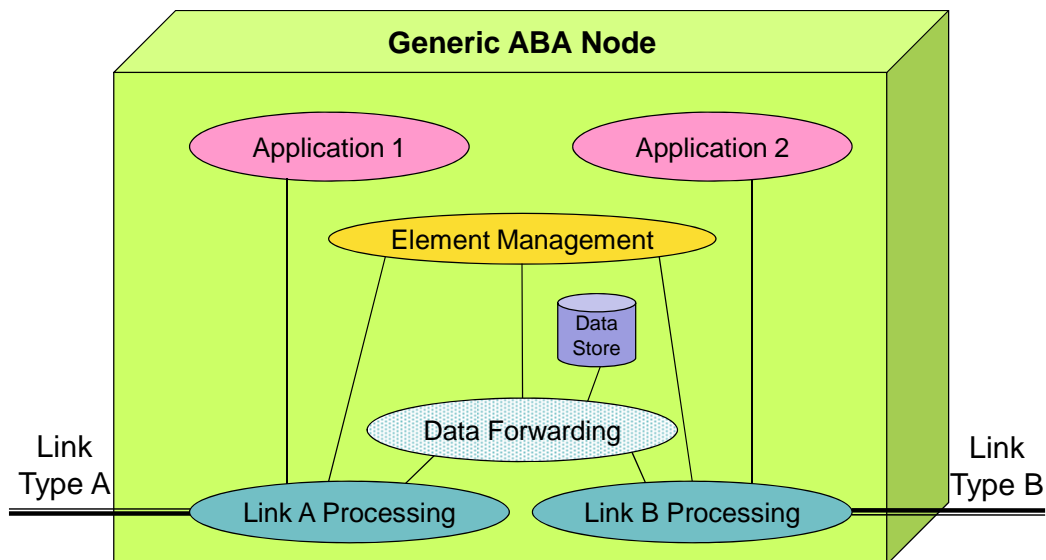 Generic ABA Node
Application 1
Application 2
Element Management
Data
Store
Data Forwarding
Link
Type A
Link
Type B
Link A Processing
Link B Processing